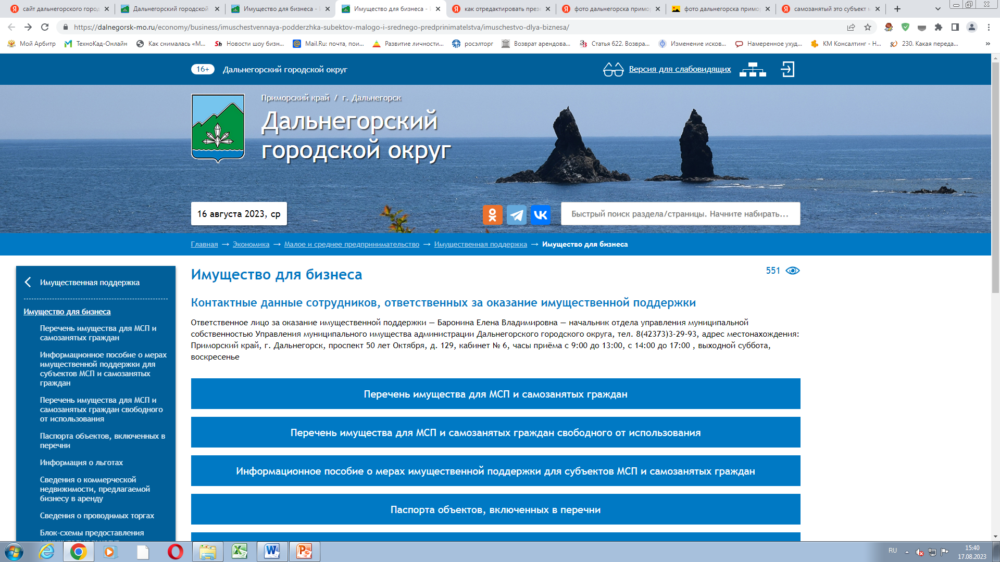 сайт дальнегорского город
Дальнегорский городской
Имущество для бизнеса -
Имущество для бизнеса -
как отредактировать през
фото дальнегорска примо
фото дальнегорска примо
самозанятый это субъект
https://dalnegorsk-mo.ru/economy/business/imuschestvennaya-podderzhka-subektov-malogo-i-srednego-predprinimatelstva/imuschestvo-dlya-biznesa/
Мой Арбитр
ТехноКад-Онлайн
Как снималась «М...
Новости шоу бизн...
Mail.Ru: почта, пои...
Развитие личности...
росэлторг
Возврат арендова...
Статья 622. Возвра...
Изменение исков...
Намеренное ухуд...
КМ Консалтинг - Н...
230. Какая переда...
16+ Дальнегорский городской округ
Версия для слабовидящих
Приморский край / г. Дальнегорск
Дальнегорский
городской округ
16 августа 2023, ср
Быстрый поиск раздела/страницы. Начните набирать...
Главная → Экономика → Малое и среднее предпринимательство → Имущественная поддержка → Имущество для бизнеса
Имущественная поддержка
Имущество для бизнеса
Перечень имущества для МСП и
самозанятых граждан
Информационное пособие о мерах
имущественной поддержки для
субъектов МСП и самозанятых
граждан
Перечень имущества для МСП и
самозанятых граждан свободного
от использования
Паспорта объектов, включенных в
перечни
Информация о льготах
Сведения о коммерческой
недвижимости, предлагаемой
бизнесу в аренду
Сведения о проводимых торгах
Блок-схемы предоставления
Имущество для бизнеса
551
Контактные данные сотрудников, ответственных за оказание имущественной поддержки
Ответственное лицо за оказание имущественной поддержки — Баронина Елена Владимировна — начальник отдела управления муниципальной
собственностью Управления муниципального имущества администрации Дальнегорского городского округа, тел. 8(42373)3-29-93, адрес местонахождения:
Приморский край, г. Дальнегорск, проспект 50 лет Октября, д. 129, кабинет № 6, часы приёма с 9:00 до 13:00, с 14:00 до 17:00 , выходной суббота,
воскресенье
Перечень имущества для МСП и самозанятых граждан
Перечень имущества для МСП и самозанятых граждан свободного от использования
Информационное пособие о мерах имущественной поддержки для субъектов МСП и самозанятых граждан
Паспорта объектов, включенных в перечни
RU
15:40
17.08.2023